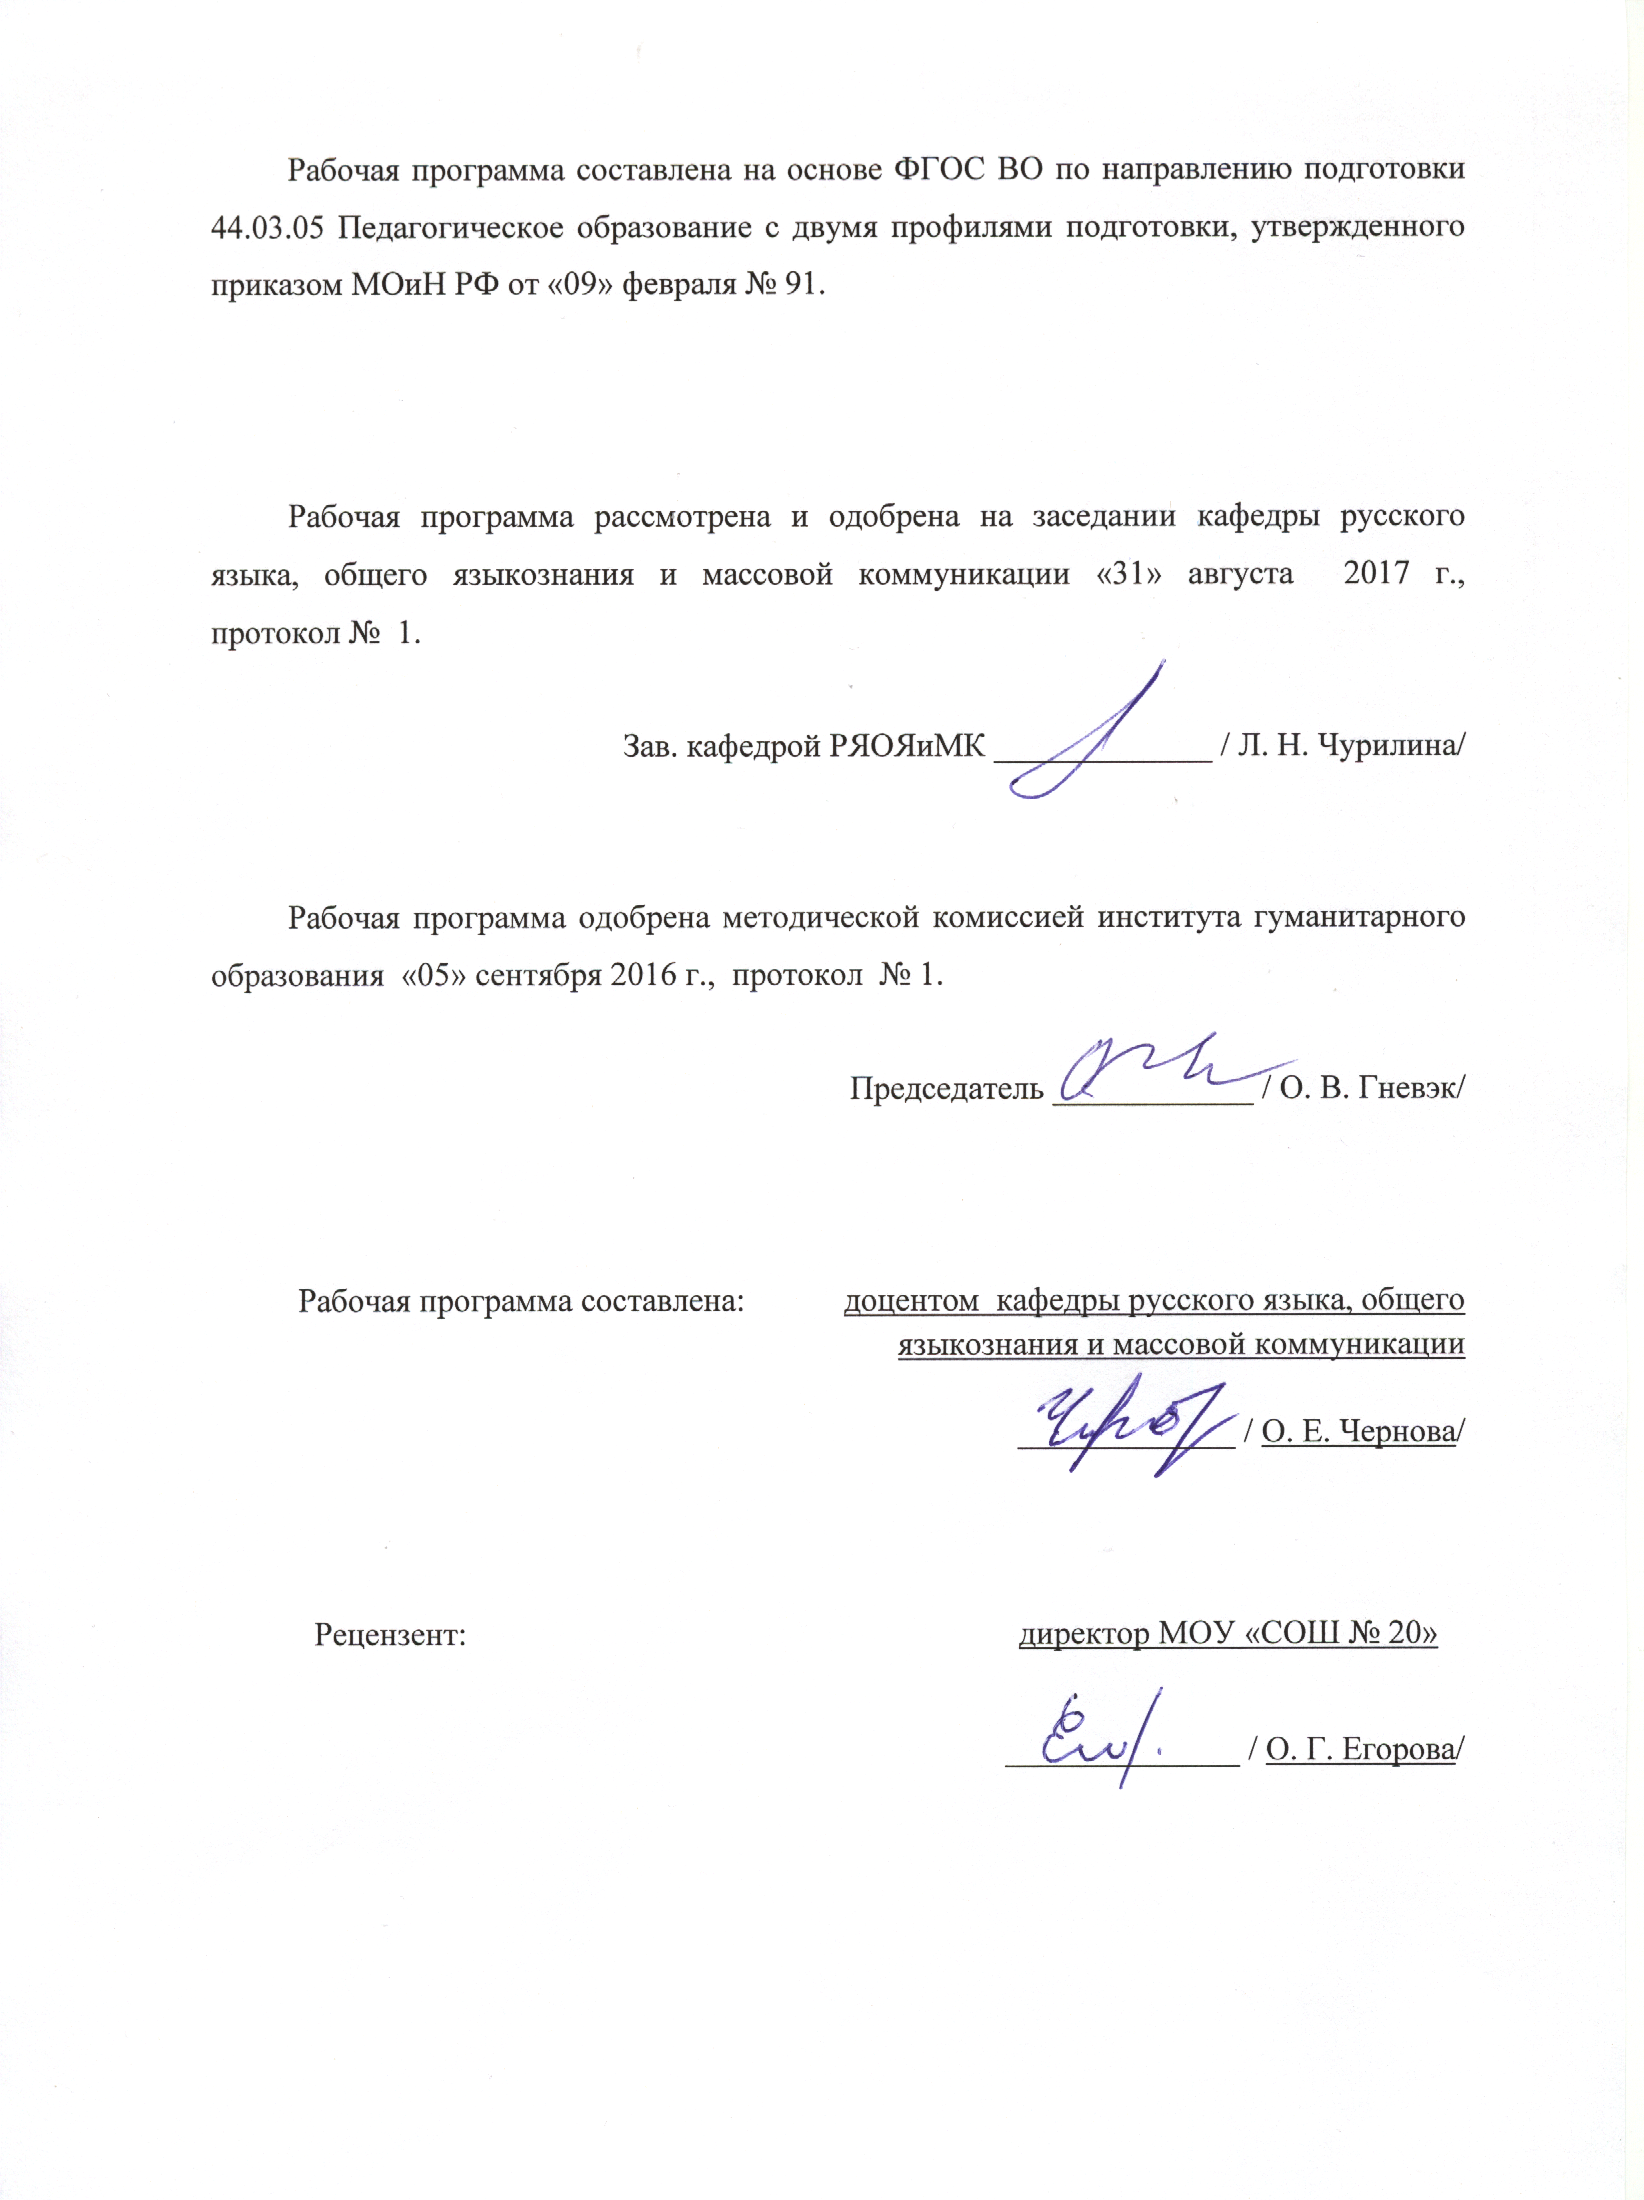 Рабочая программа составлена на основе ФГОС ВО по направлению подготовки
44.03.05 Педагогическое образование с двумя профилями подготовки, утвержденного
приказом МОиН РФ от «09» февраля № 91.
Рабочая программа рассмотрена и одобрена на заседании кафедры русского
языка, общего языкознания и массовой коммуникации «31» августа 2017 г.,
протокол № 1.
Зав. кафедрой РЯОЯиМК _____________ / Л. Н. Чурилина/
Рабочая программа одобрена методической комиссией института гуманитарного
образования «05» сентября 2016 г., протокол № 1.
Председатель ____________ / О. В. Гневэк/
Рабочая программа составлена: доцентом кафедры русского языка, общего
языкознания и массовой коммуникации
_____________ / О. Е. Чернова/
Рецензент: директор МОУ «СОШ № 20»
______________ / О. Г. Егорова/